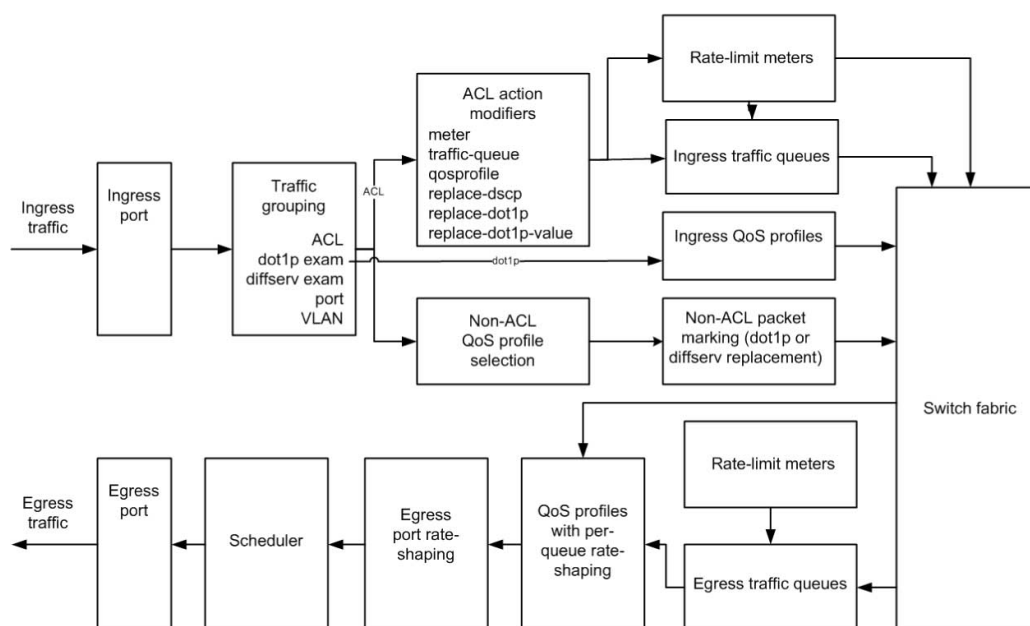 Ingress
traffic
Ingress
port
Traffic
grouping
ACL
dot1p exam
diffserv exam
port
VLAN
ACL
dot1p
ACL action
modifiers
meter
traffic-queue
qosprofile
replace-dscp
replace-dot1p
replace-dot1p-value
Rate-limit meters
Ingress traffic queues
Ingress QoS profiles
Non-ACL
QoS profile
selection
Non-ACL packet
marking (dot1p or
diffserv replacement)
Switch fabric
Rate-limit meters
Egress traffic queues
QoS profiles
with per-
queue rate-
shaping
Egress
port rate-
shaping
Scheduler
Egress
port
Egress
traffic